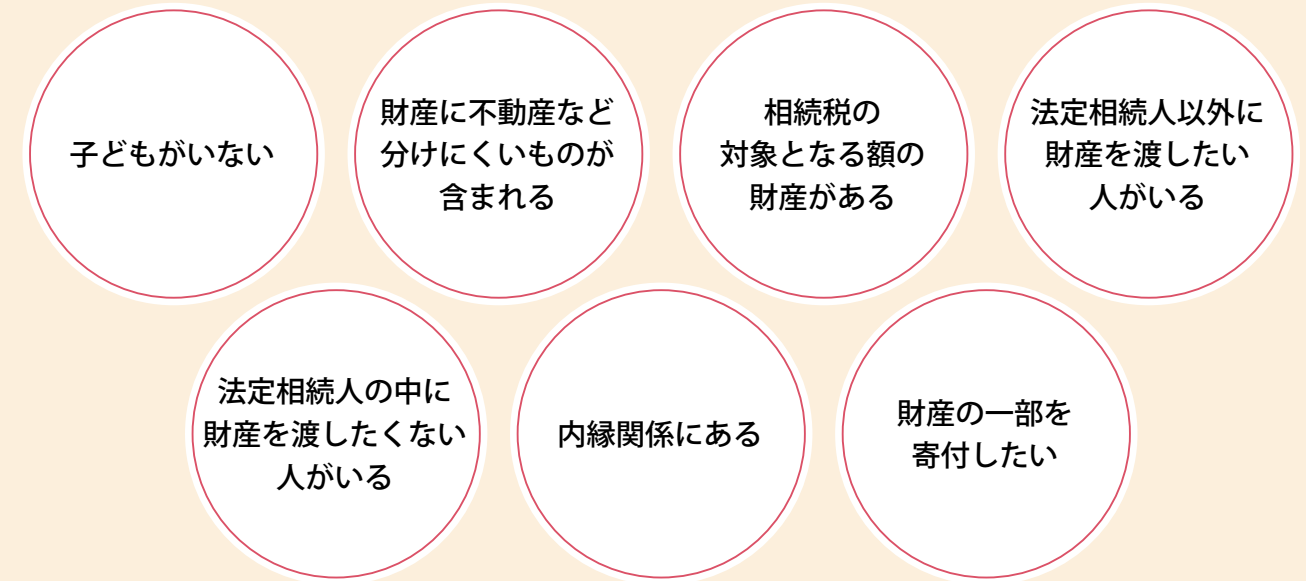 子どもがいない
財産に不動産など
分けにくいものが
含まれる
相続税の
対象となる額の
財産がある
法定相続人以外に
財産を渡したい
人がいる
法定相続人の中に
財産を渡したくない
人がいる
内縁関係にある
財産の一部を
寄付したい